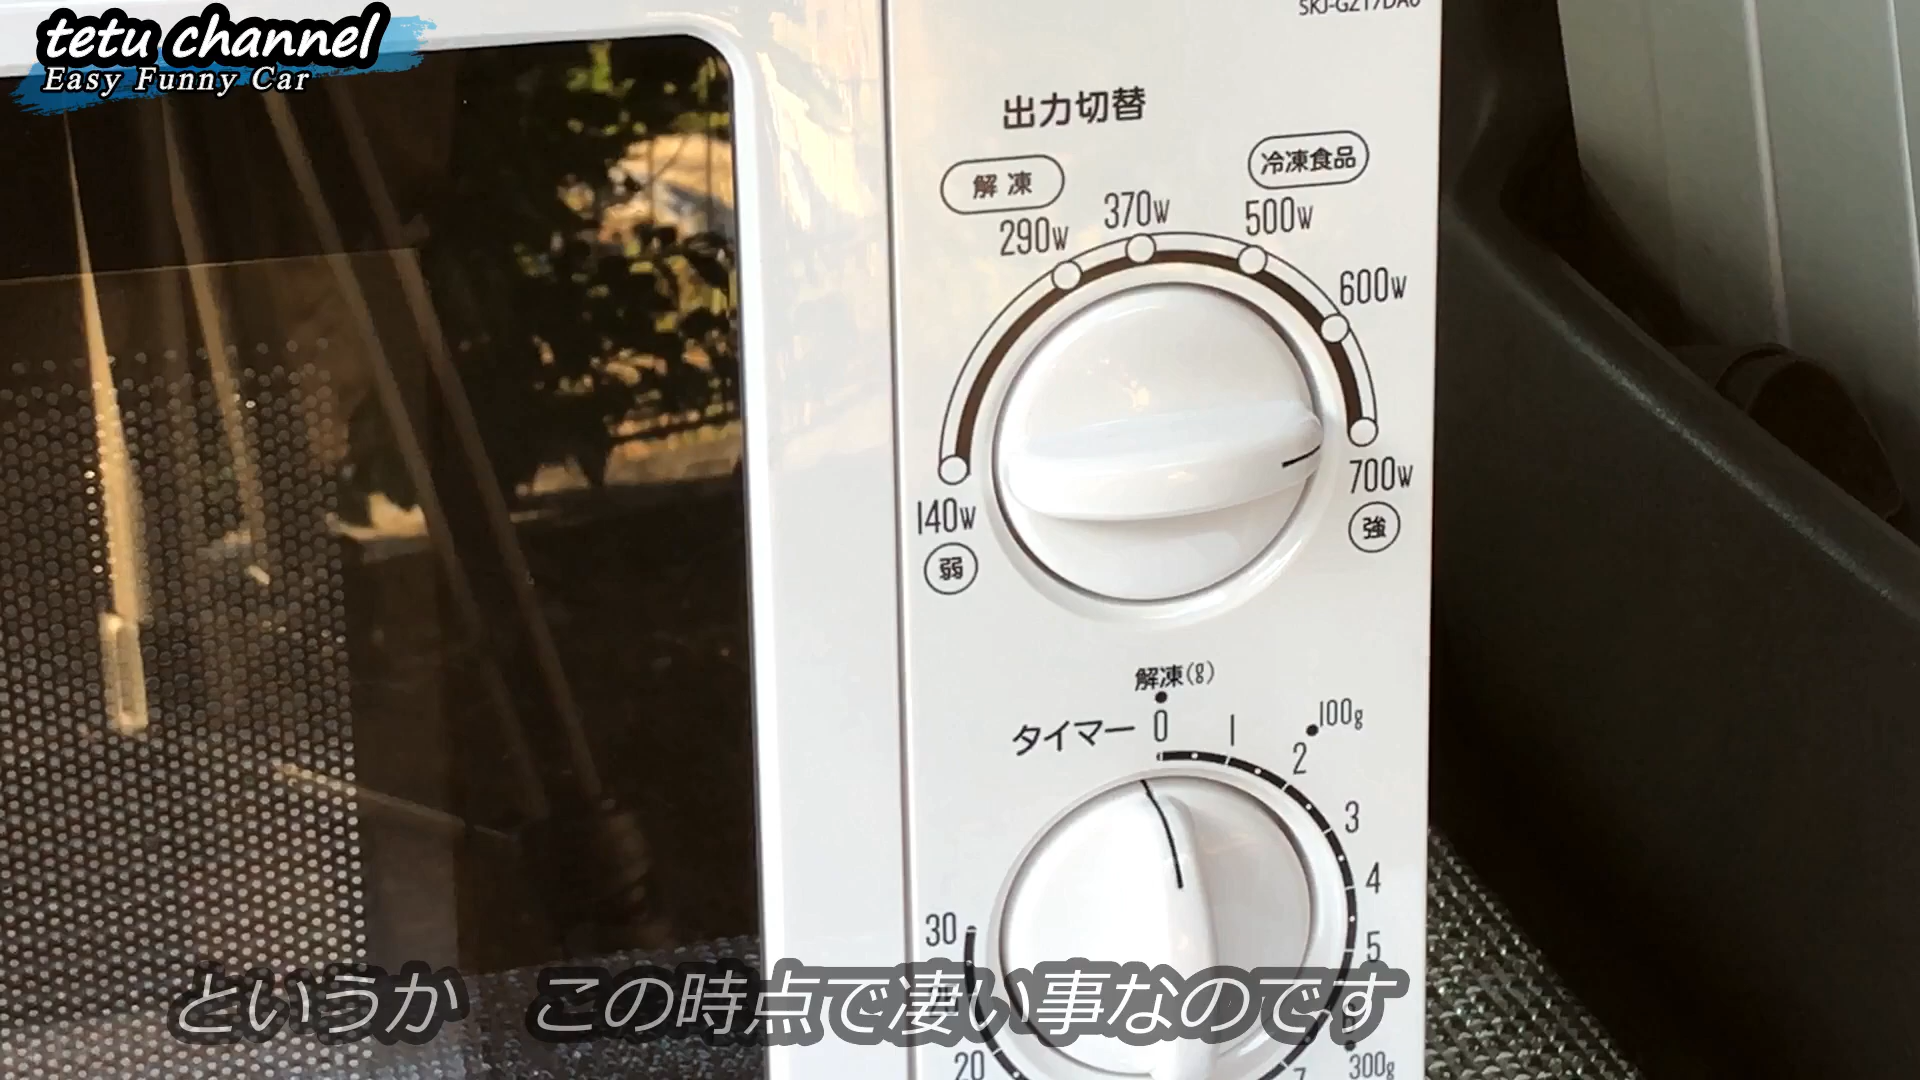 tetu channel
Easy Funny Car
出力切替
解凍
冷凍食品
290W
370W
500W
600W
700W
強
140W
弱
解凍(g)
タイマー
0
1
100g
2
3
4
5
30
20
300g
というか この時点で凄い事なのです